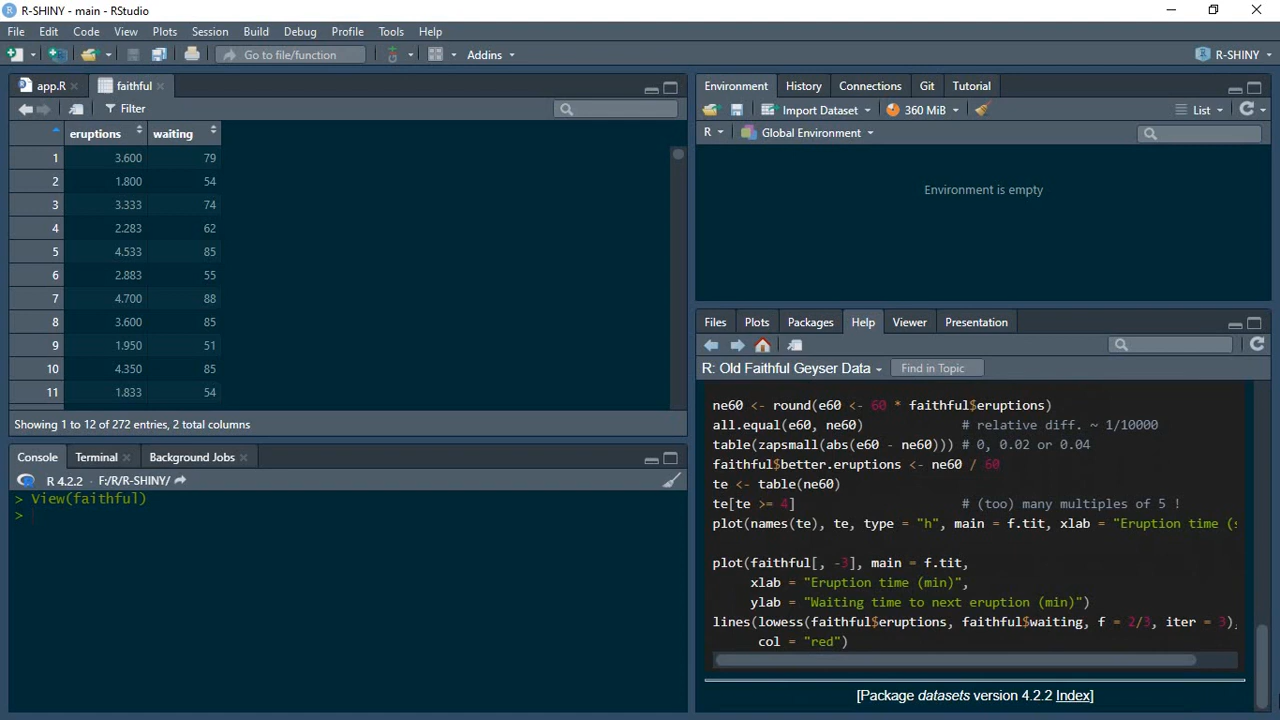 R-SHINY - main - RStudio
File Edit Code View Plots Session Build Debug Profile Tools Help
Go to file/function Addins R-SHINY
app.R faithful
Filter
eruptions waiting
1 3.600 79
2 1.800 54
3 3.333 74
4 2.283 62
5 4.533 85
6 2.883 55
7 4.700 88
8 3.600 85
9 1.950 51
10 4.350 85
11 1.833 54
Showing 1 to 12 of 272 entries, 2 total columns
Console Terminal Background Jobs
R 4.2.2 F:/R/R-SHINY/
> View(faithful)
>
Environment History Connections Git Tutorial
Import Dataset 360 MiB List
R Global Environment
Environment is empty
Files Plots Packages Help Viewer Presentation
R: Old Faithful Geyser Data Find in Topic
ne60 <- round(e60 <- 60 * faithful$eruptions)
all.equal(e60, ne60) # relative diff. ~ 1/10000
table(zapsmall(abs(e60 - ne60))) # 0, 0.02 or 0.04
faithful$better.eruptions <- ne60 / 60
te <- table(ne60)
te[te >= 4] # (too) many multiples of 5 !
plot(names(te), te, type = "h", main = f.tit, xlab = "Eruption time (s
plot(faithful[, -3], main = f.tit,
xlab = "Eruption time (min)",
ylab = "Waiting time to next eruption (min)")
lines(lowess(faithful$eruptions, faithful$waiting, f = 2/3, iter = 3),
col = "red")
[Package datasets version 4.2.2 Index]